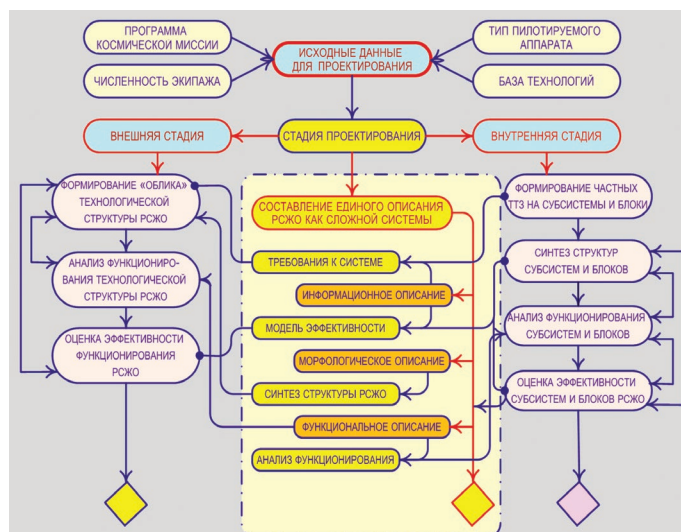 ПРОГРАММА
КОСМИЧЕСКОЙ МИССИИ
ЧИСЛЕННОСТЬ ЭКИПАЖА
ИСХОДНЫЕ ДАННЫЕ
ДЛЯ ПРОЕКТИРОВАНИЯ
ТИП ПИЛОТИРУЕМОГО
АППАРАТА
БАЗА ТЕХНОЛОГИЙ
ВНЕШНЯЯ СТАДИЯ
СТАДИЯ ПРОЕКТИРОВАНИЯ
ВНУТРЕННЯЯ СТАДИЯ
ФОРМИРОВАНИЕ «ОБЛИКА»
ТЕХНОЛОГИЧЕСКОЙ
СТРУКТУРЫ РСЖО
АНАЛИЗ ФУНКЦИОНИРО-
ВАНИЯ ТЕХНОЛОГИЧЕСКОЙ
СТРУКТУРЫ РСЖО
ОЦЕНКА ЭФФЕКТИВНОСТИ
ФУНКЦИОНИРОВАНИЯ
РСЖО
СОСТАВЛЕНИЕ ЕДИНОГО ОПИСАНИЯ
РСЖО КАК СЛОЖНОЙ СИСТЕМЫ
ТРЕБОВАНИЯ К СИСТЕМЕ
ИНФОРМАЦИОННОЕ ОПИСАНИЕ
МОДЕЛЬ ЭФФЕКТИВНОСТИ
МОРФОЛОГИЧЕСКОЕ ОПИСАНИЕ
СИНТЕЗ СТРУКТУРЫ РСЖО
ФУНКЦИОНАЛЬНОЕ ОПИСАНИЕ
АНАЛИЗ ФУНКЦИОНИРОВАНИЯ
ФОРМИРОВАНИЕ ЧАСТНЫХ
ТТЗ НА СУБСИСТЕМЫ И БЛОКИ
СИНТЕЗ СТРУКТУР
СУБСИСТЕМ И БЛОКОВ
АНАЛИЗ ФУНКЦИОНИРОВАНИЯ
СУБСИСТЕМ И БЛОКОВ
ОЦЕНКА ЭФФЕКТИВНОСТИ
СУБСИСТЕМ И БЛОКОВ РСЖО